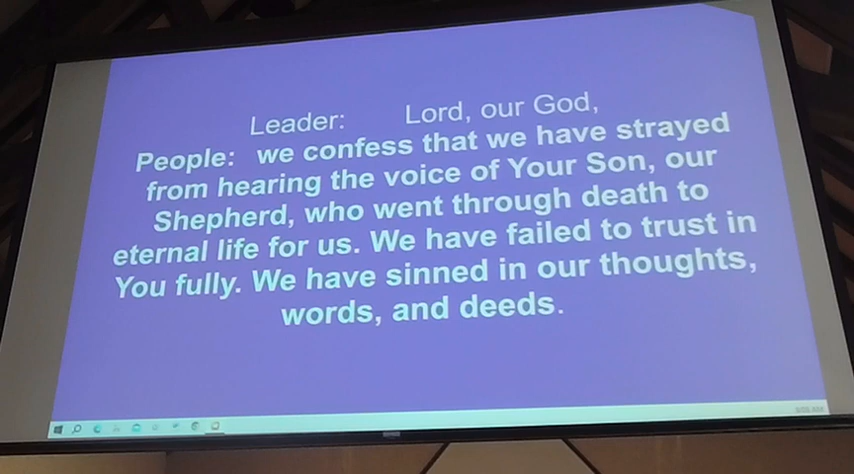 Leader: Lord, our God,
People: we confess that we have strayed
from hearing the voice of Your Son, our
Shepherd, who went through death to
eternal life for us. We have failed to trust in
You fully. We have sinned in our thoughts,
words, and deeds.